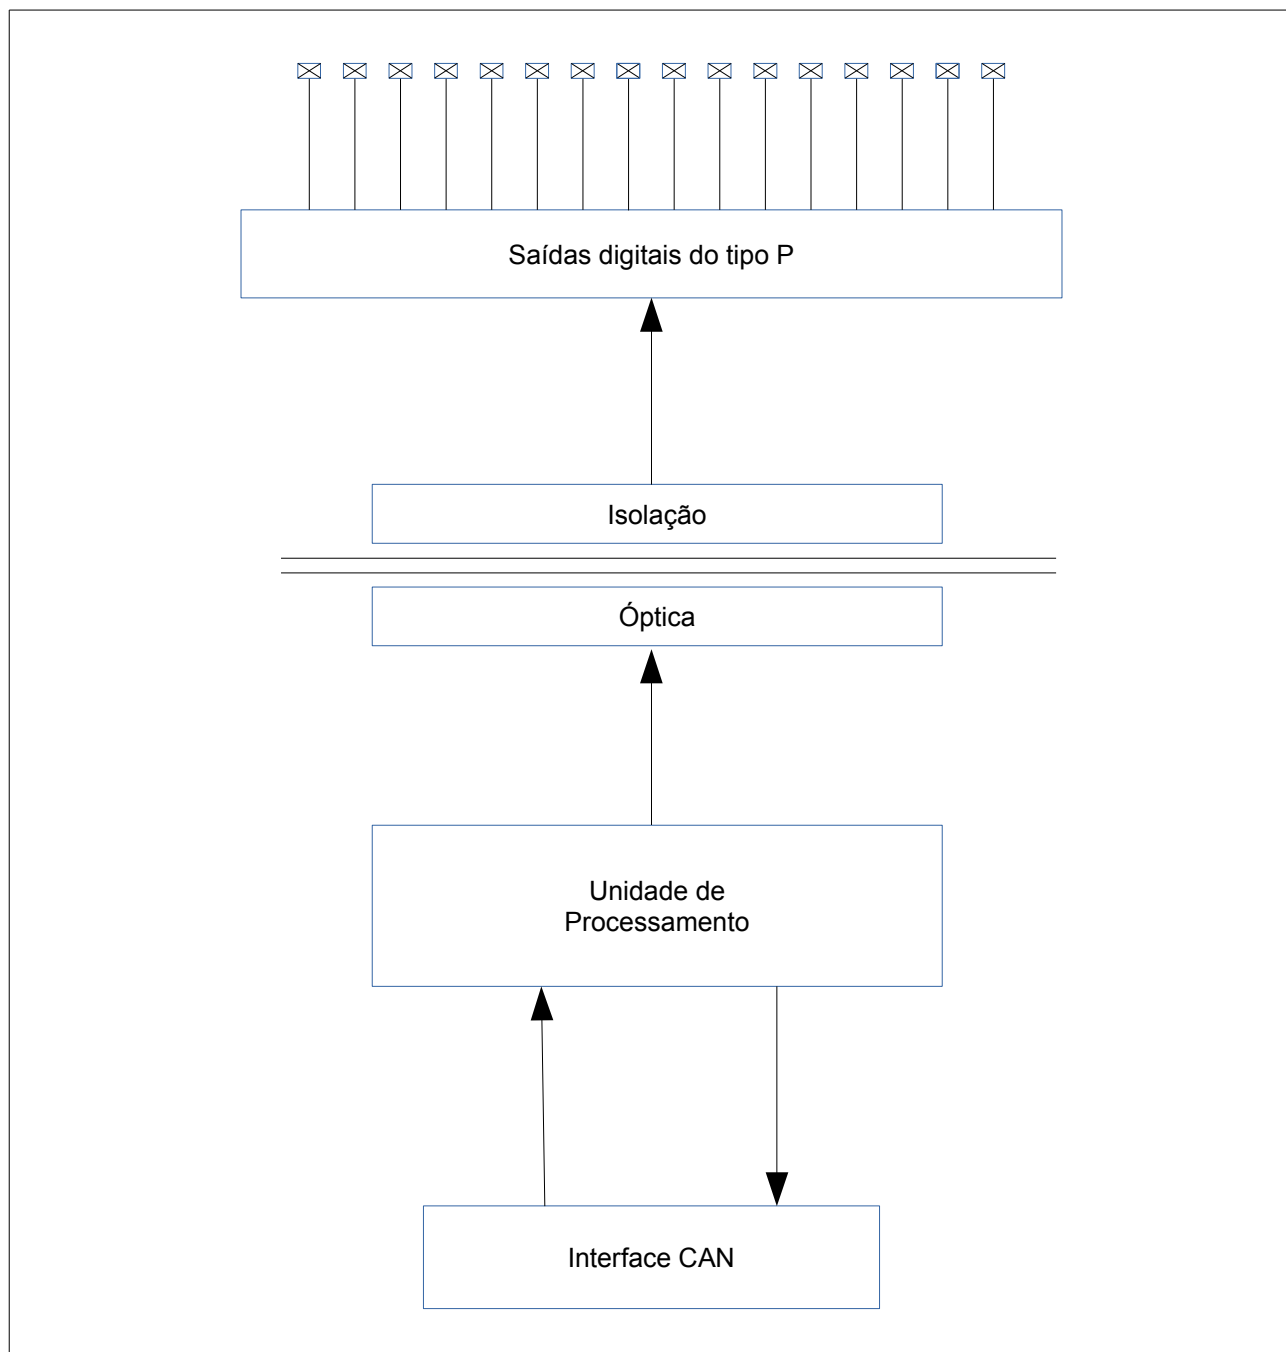 Saídas digitais do tipo P
Isolação
Óptica
Unidade de
Processamento
Interface CAN